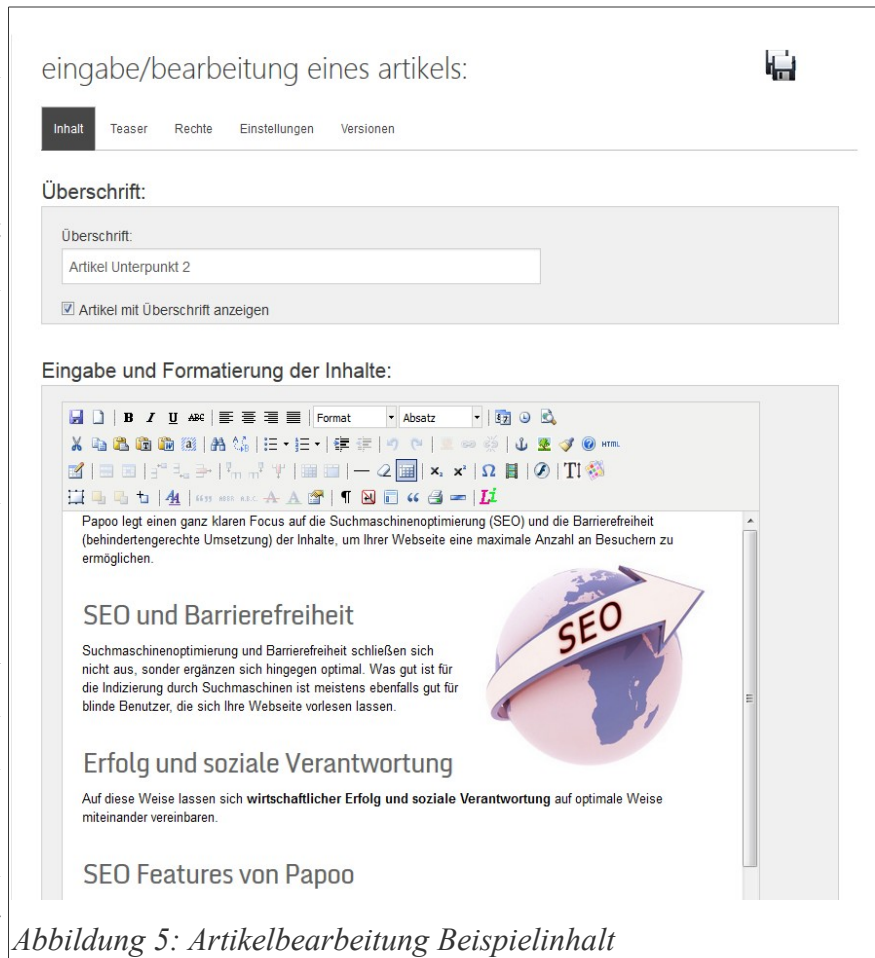 eingabe/bearbeitung eines artikels:
Inhalt Teaser Rechte Einstellungen Versionen
Überschrift:
Überschrift:
Artikel Unterpunkt 2
Artikel mit Überschrift anzeigen
Eingabe und Formatierung der Inhalte:
B I U ABC Format Absatz
HTML
T!
¶ Li
Papoo legt einen ganz klaren Focus auf die Suchmaschinenoptimierung (SEO) und die Barrierefreiheit
(behindertengerechte Umsetzung) der Inhalte, um Ihrer Webseite eine maximale Anzahl an Besuchern zu
ermöglichen.
SEO und Barrierefreiheit
SEO
Suchmaschinenoptimierung und Barrierefreiheit schließen sich
nicht aus, sonder ergänzen sich hingegen optimal. Was gut ist für
die Indizierung durch Suchmaschinen ist meistens ebenfalls gut für
blinde Benutzer, die sich Ihre Webseite vorlesen lassen.
Erfolg und soziale Verantwortung
Auf diese Weise lassen sich wirtschaftlicher Erfolg und soziale Verantwortung auf optimale Weise
miteinander vereinbaren.
SEO Features von Papoo
Abbildung 5: Artikelbearbeitung Beispielinhalt